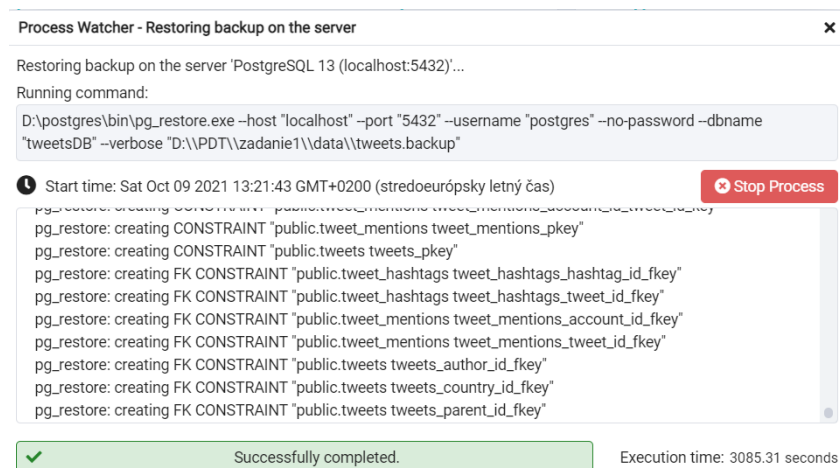 Process Watcher - Restoring backup on the server
Restoring backup on the server 'PostgreSQL 13 (localhost:5432)'...
Running command:
D:\postgres\bin\pg_restore.exe --host "localhost" --port "5432" --username "postgres" --no-password --dbname
"tweetsDB" --verbose "D:\\PDT\\zadanie1\\data\\tweets.backup"
Start time: Sat Oct 09 2021 13:21:43 GMT+0200 (stredoeurópsky letný čas)
Stop Process
pg_restore: creating CONSTRAINT "public.tweet_mentions tweet_mentions_account_id_tweet_id_key"
pg_restore: creating CONSTRAINT "public.tweet_mentions tweet_mentions_pkey"
pg_restore: creating CONSTRAINT "public.tweets tweets_pkey"
pg_restore: creating FK CONSTRAINT "public.tweet_hashtags tweet_hashtags_hashtag_id_fkey"
pg_restore: creating FK CONSTRAINT "public.tweet_hashtags tweet_hashtags_tweet_id_fkey"
pg_restore: creating FK CONSTRAINT "public.tweet_mentions tweet_mentions_account_id_fkey"
pg_restore: creating FK CONSTRAINT "public.tweet_mentions tweet_mentions_tweet_id_fkey"
pg_restore: creating FK CONSTRAINT "public.tweets tweets_author_id_fkey"
pg_restore: creating FK CONSTRAINT "public.tweets tweets_country_id_fkey"
pg_restore: creating FK CONSTRAINT "public.tweets tweets_parent_id_fkey"
Successfully completed.
Execution time: 3085.31 seconds